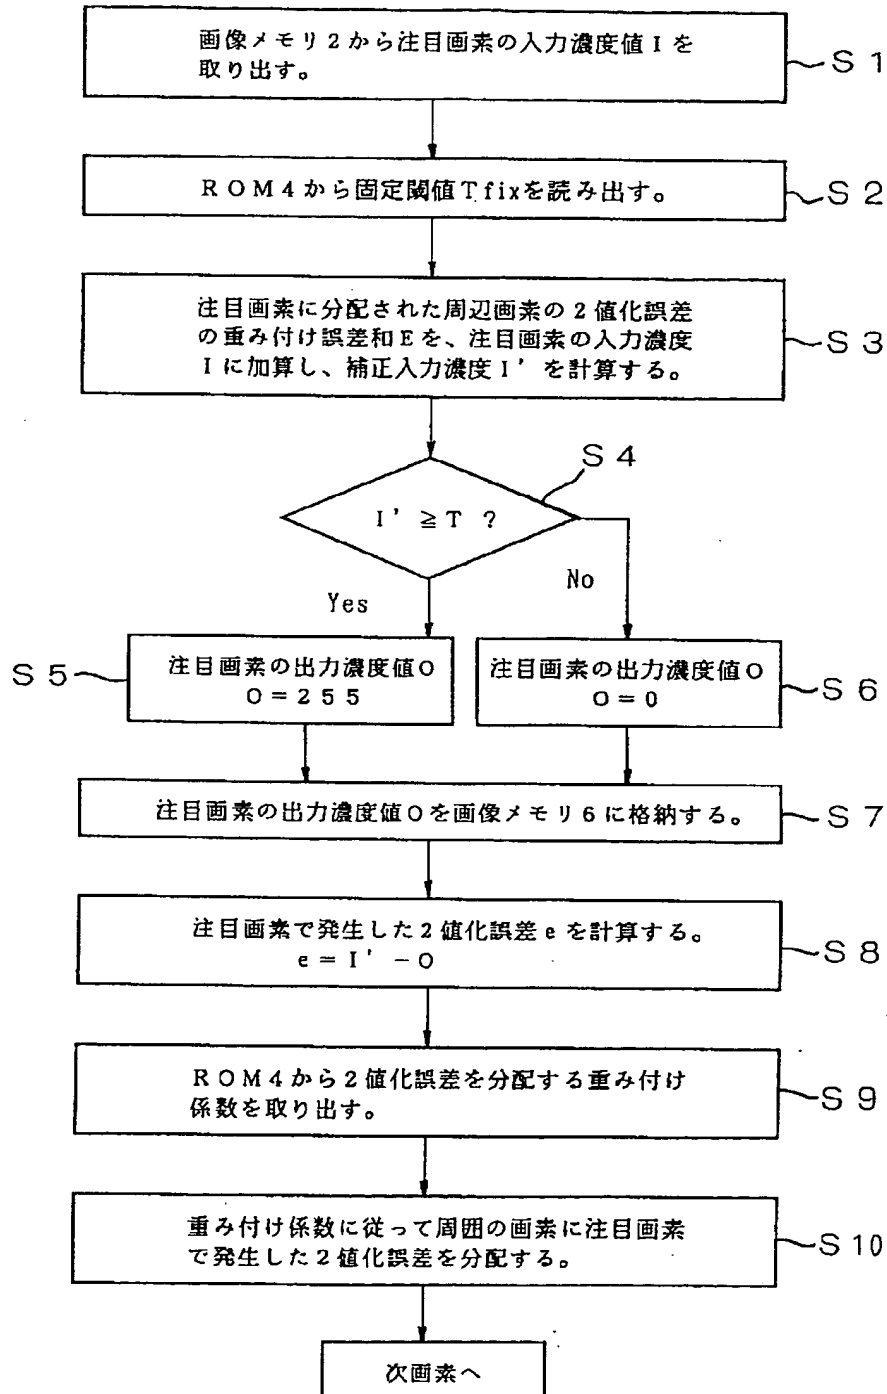 画像メモリ2から注目画素の入力濃度値Iを
取り出す。
S1
ROM4から固定閾値Tfixを読み出す。
S2
注目画素に分配された周辺画素の2値化誤差
の重み付け誤差和Eを、注目画素の入力濃度
Iに加算し、補正入力濃度I'を計算する。
S3
S4
I' ≧ T ?
Yes
No
S5
注目画素の出力濃度値O
O=255
注目画素の出力濃度値O
O=0
S6
注目画素の出力濃度値Oを画像メモリ6に格納する。
S7
注目画素で発生した2値化誤差eを計算する。
e=I'-O
S8
ROM4から2値化誤差を分配する重み付け
係数を取り出す。
S9
重み付け係数に従って周囲の画素に注目画素
で発生した2値化誤差を分配する。
S10
次画素へ